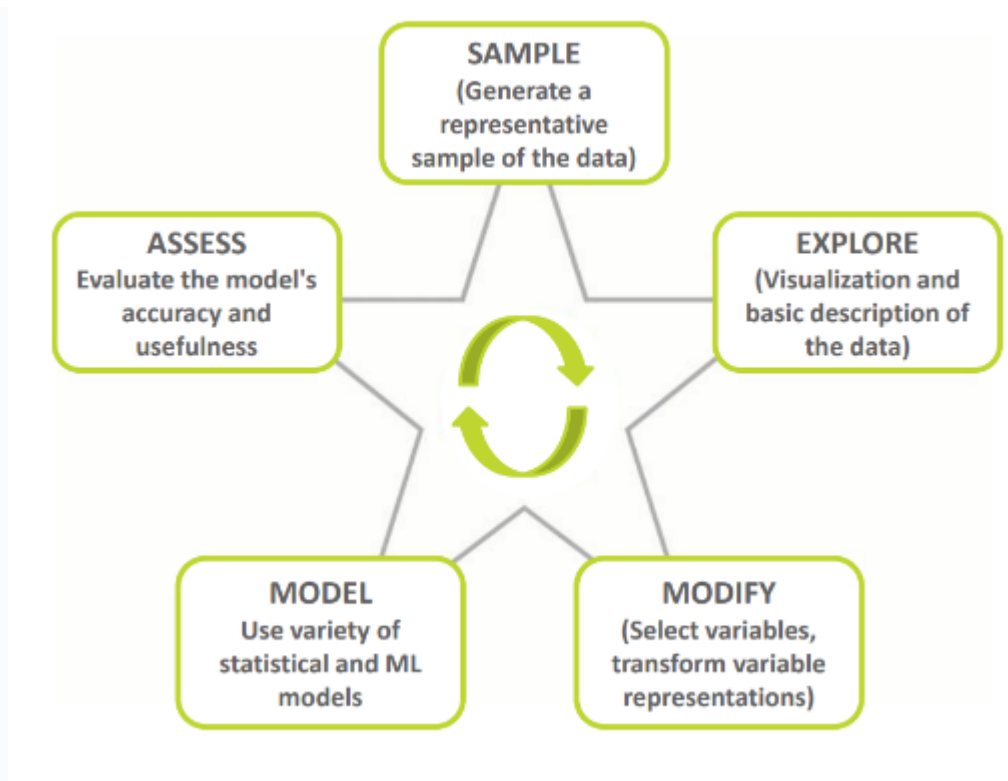 SAMPLE
(Generate a
representative
sample of the data)
ASSESS
Evaluate the model's
accuracy and
usefulness
EXPLORE
(Visualization and
basic description of
the data)
MODEL
Use variety of
statistical and ML
models
MODIFY
(Select variables,
transform variable
representations)